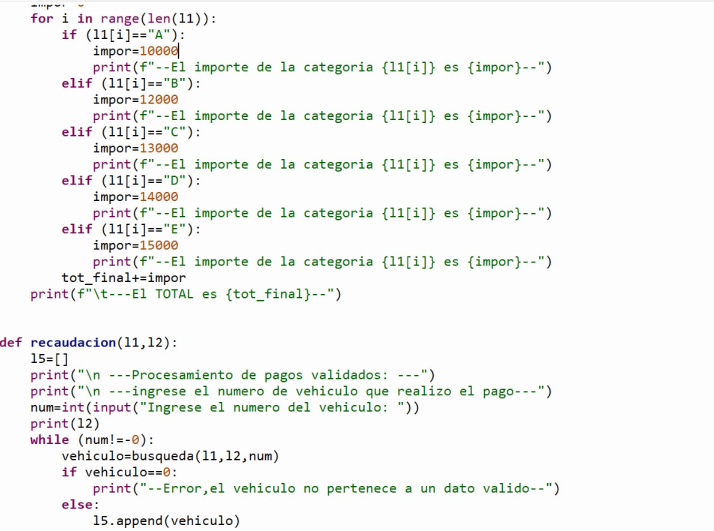 for i in range(len(l1)):
        if (l1[i]=="A"):
            impor=10000
            print(f"--El importe de la categoria {l1[i]} es {impor}--")
        elif (l1[i]=="B"):
            impor=12000
            print(f"--El importe de la categoria {l1[i]} es {impor}--")
        elif (l1[i]=="C"):
            impor=13000
            print(f"--El importe de la categoria {l1[i]} es {impor}--")
        elif (l1[i]=="D"):
            impor=14000
            print(f"--El importe de la categoria {l1[i]} es {impor}--")
        elif (l1[i]=="E"):
            impor=15000
            print(f"--El importe de la categoria {l1[i]} es {impor}--")
        tot_final+=impor
    print(f"\t---El TOTAL es {tot_final}--")
def recaudacion(l1,l2):
    l5=[]
    print("\n ---Procesamiento de pagos validados: ---")
    print("\n ---ingrese el numero de vehiculo que realizo el pago---")
    num=int(input("Ingrese el numero del vehiculo: "))
    print(l2)
    while (num!=-0):
        vehiculo=busqueda(l1,l2,num)
        if vehiculo==0:
            print("--Error,el vehiculo no pertenece a un dato valido--")
        else:
            l5.append(vehiculo)